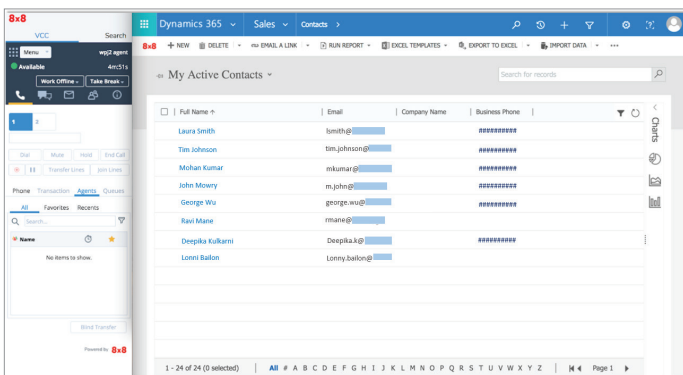 8x8
VCC Search
Menu wpj2 agent
Available 4m:51s
Work Offline Take Break
1 2
Dial Mute Hold End Call
Transfer Lines Join Lines
Phone Transaction Agents Queues
All Favorites Recents
Search...
Name
No items to show.
Blind Transfer
Powered by 8x8
Dynamics 365 Sales Contacts >
8x8 + NEW DELETE EMAIL A LINK RUN REPORT EXCEL TEMPLATES EXPORT TO EXCEL IMPORT DATA ...
My Active Contacts
Search for records
Full Name ↑ Email Company Name Business Phone
Laura Smith lsmith@ ##########
Tim Johnson tim.johnson@ ##########
Mohan Kumar mkumar@ ##########
John Mowry m.john@ ##########
George Wu george.wu@ ##########
Ravi Mane rmane@
Deepika Kulkarni Deepika.k@ ##########
Lonni Bailon Lonny.bailon@
Charts
1 - 24 of 24 (0 selected) All # A B C D E F G H I J K L M N O P Q R S T U V W X Y Z Page 1